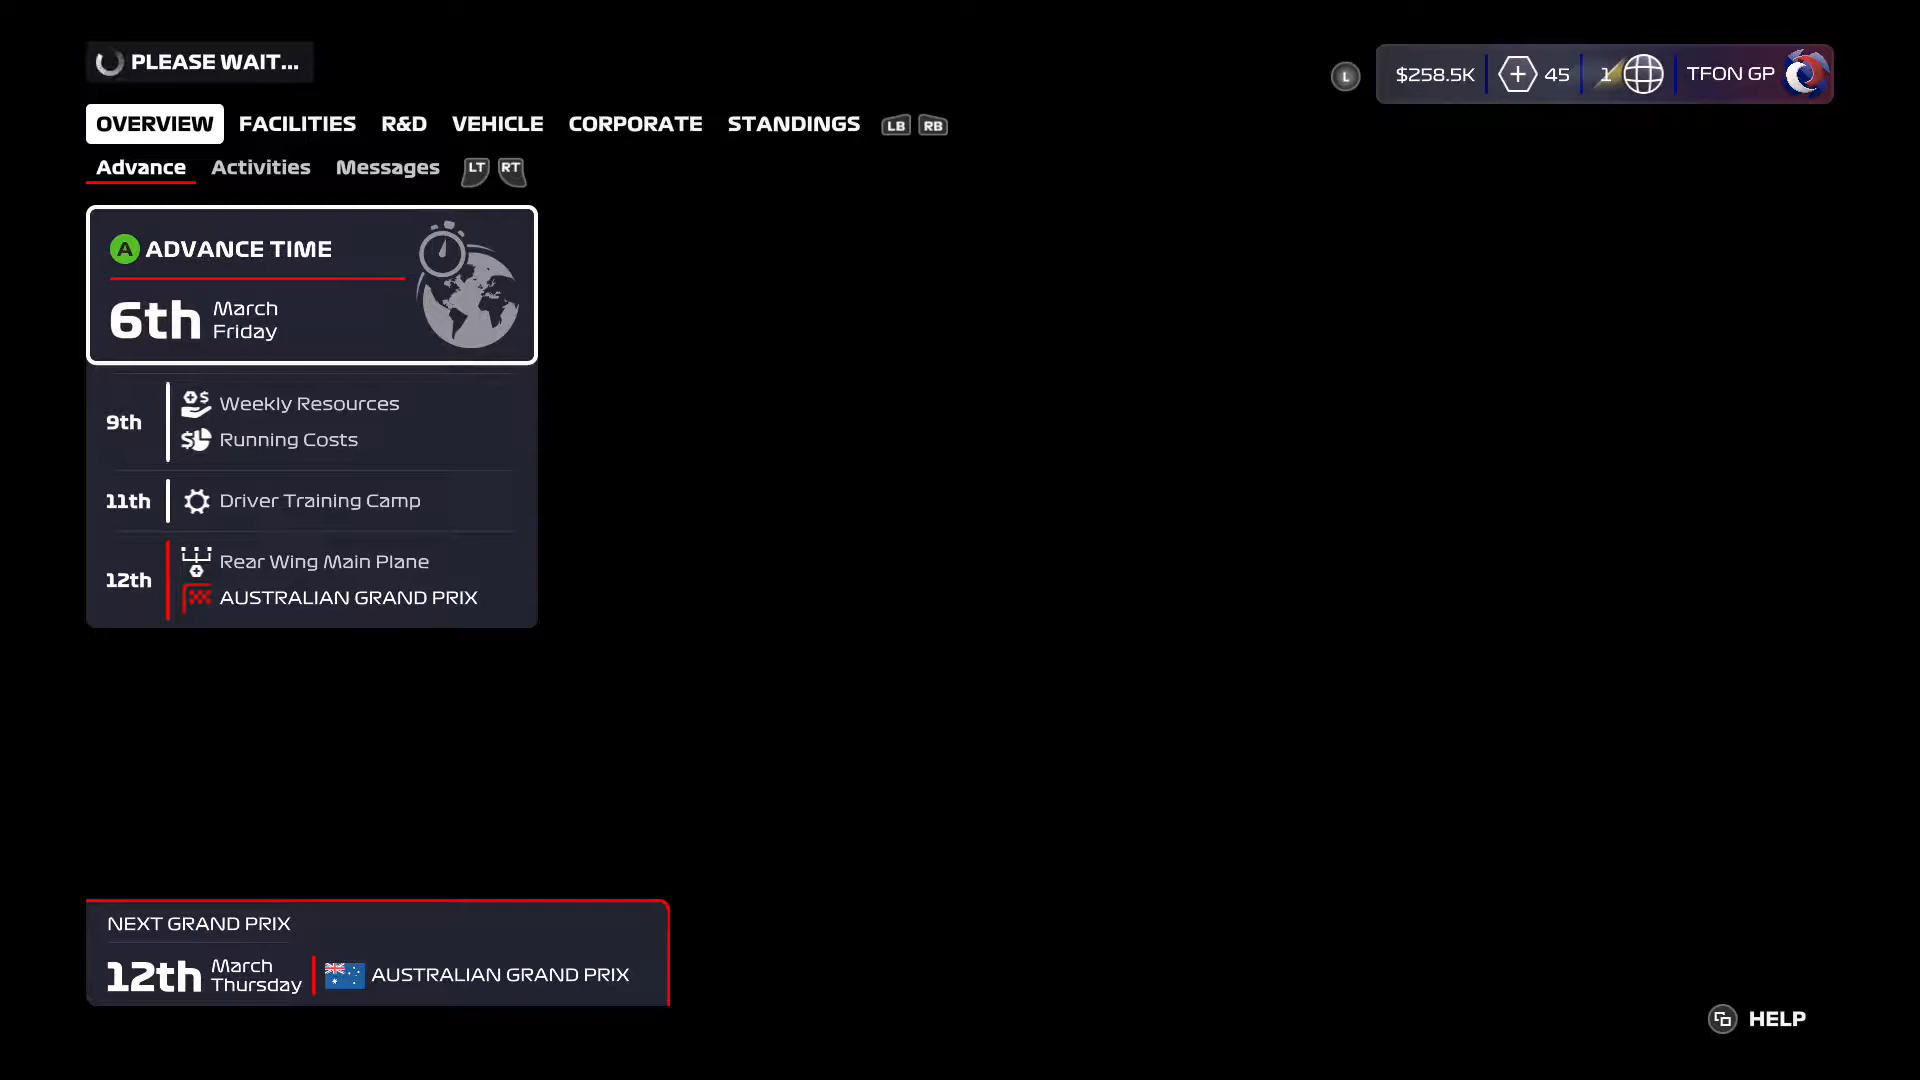 PLEASE WAIT...
L
$258.5K
45
1
TFON GP
OVERVIEW
FACILITIES
R&D
VEHICLE
CORPORATE
STANDINGS
LB
RB
Advance
Activities
Messages
LT
RT
A
ADVANCE TIME
6th
March
Friday
9th
Weekly Resources
Running Costs
11th
Driver Training Camp
12th
Rear Wing Main Plane
AUSTRALIAN GRAND PRIX
NEXT GRAND PRIX
12th
March
Thursday
AUSTRALIAN GRAND PRIX
HELP